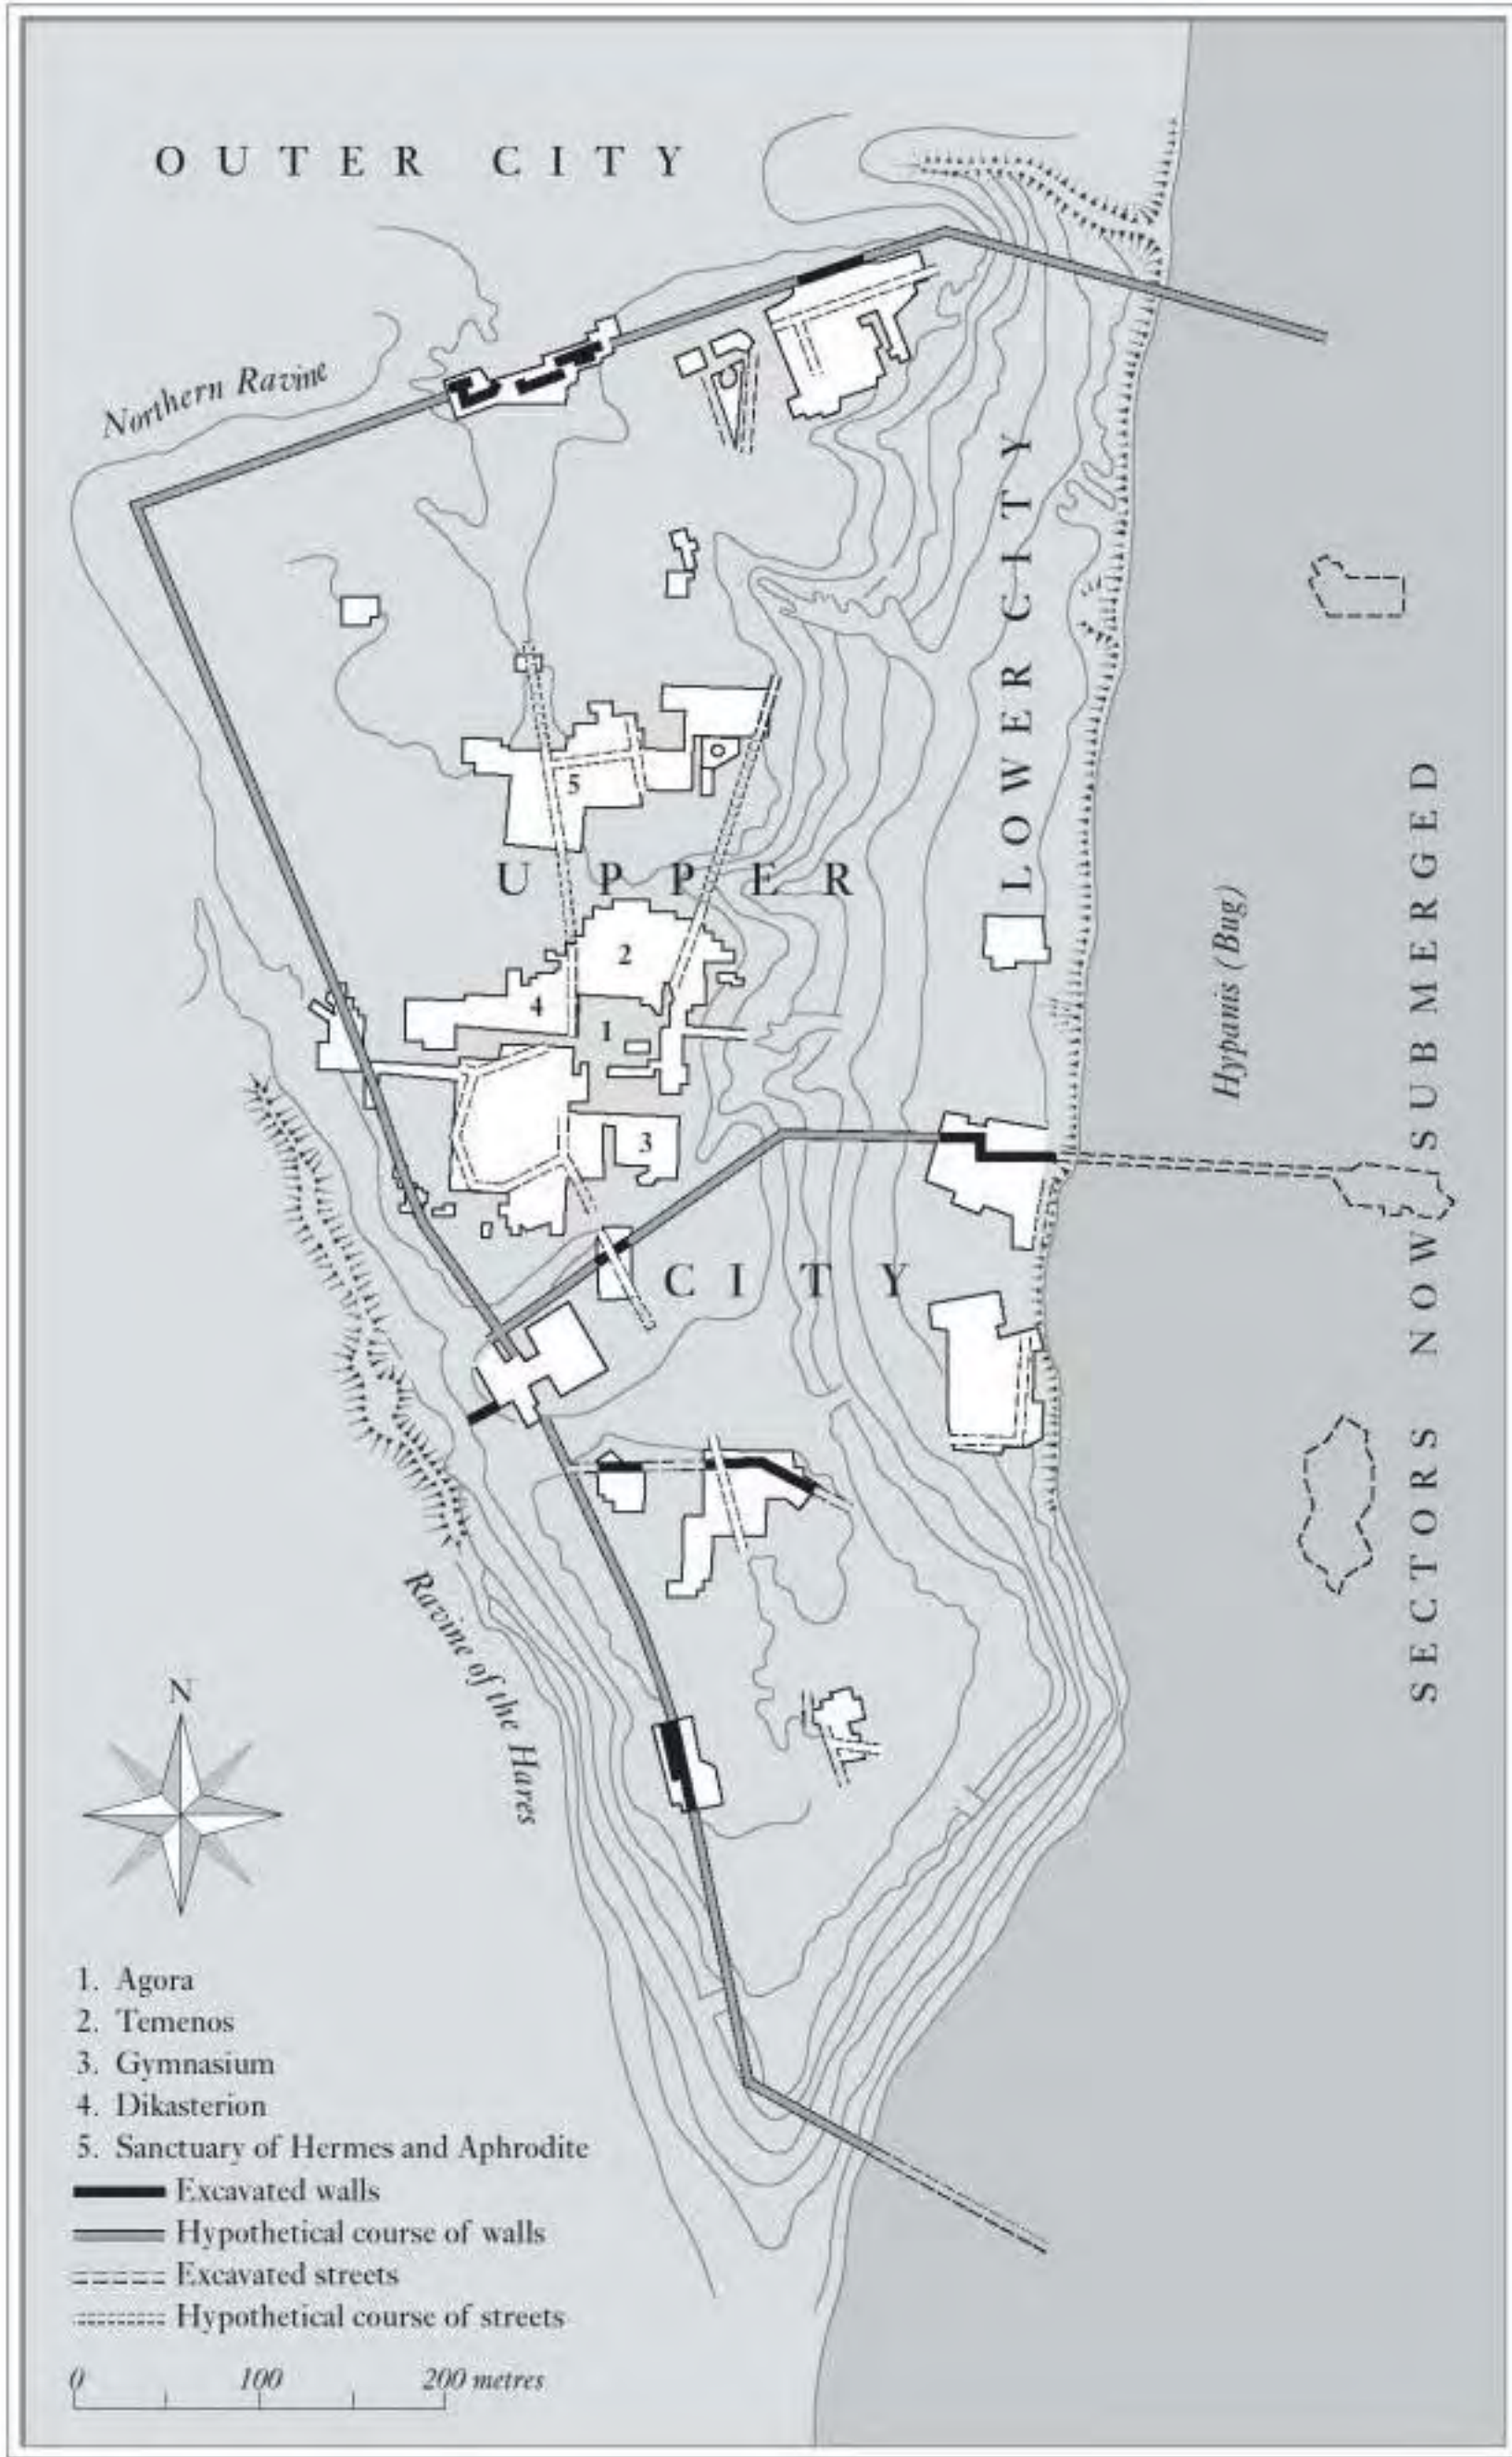 OUTER CITY
Northern Ravine
LOWER CITY
5
UPPER
2
4
1
3
CITY
Hypanis (Bug)
SECTORS NOW SUBMERGED
Ravine of the Hares
N
1. Agora
2. Temenos
3. Gymnasium
4. Dikasterion
5. Sanctuary of Hermes and Aphrodite
Excavated walls
Hypothetical course of walls
Excavated streets
Hypothetical course of streets
0 100 200 metres